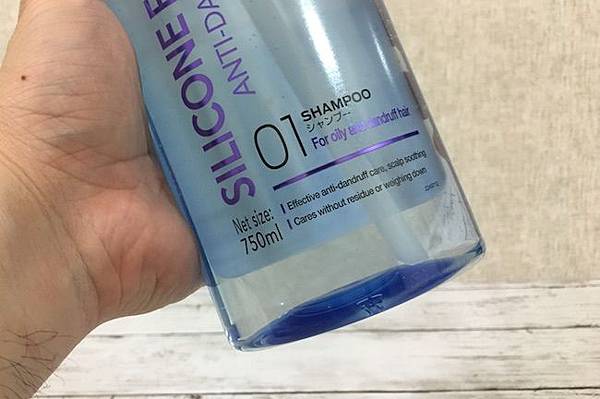 SILICONE
ANTI-DA
01
SHAMPOO
シャンプー
For oily and dandruff hair
Effective anti-dandruff care, scalp soothing
Cares without residue or weighing down
Net size:
750ml